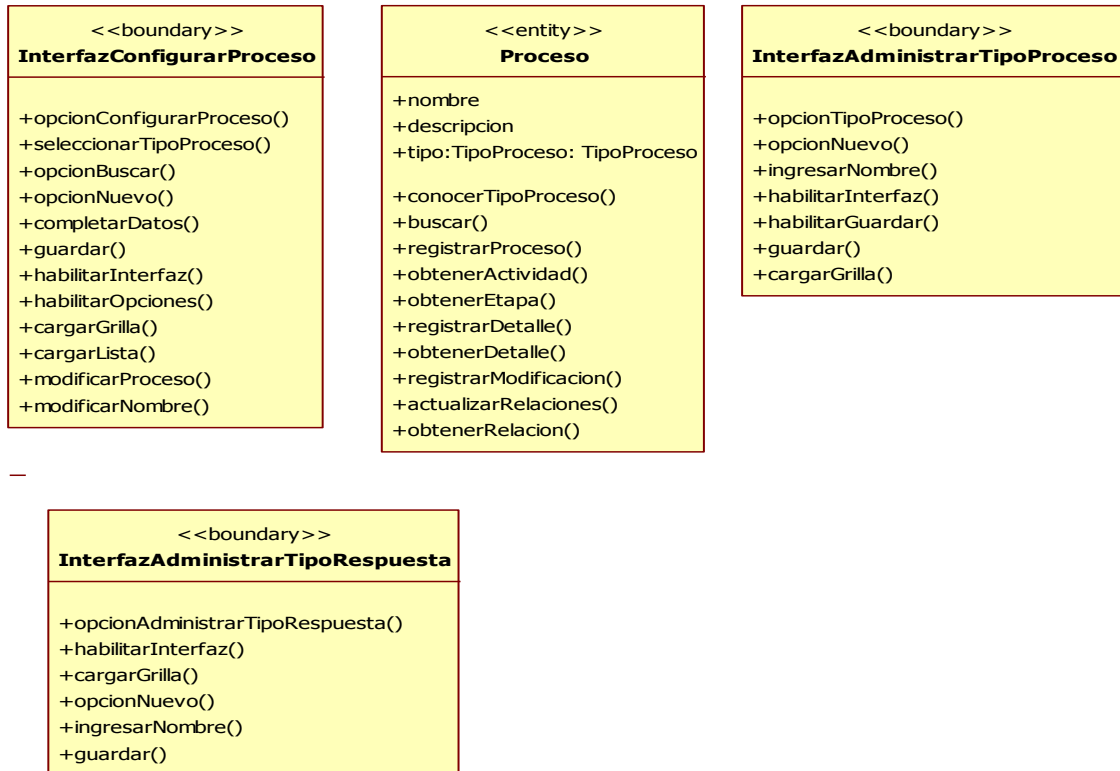 <<boundary>>
InterfazConfigurarProceso
+opcionConfigurarProceso()
+seleccionarTipoProceso()
+opcionBuscar()
+opcionNuevo()
+completarDatos()
+guardar()
+habilitarInterfaz()
+habilitarOpciones()
+cargarGrilla()
+cargarLista()
+modificarProceso()
+modificarNombre()
<<entity>>
Proceso
+nombre
+descripcion
+tipo:TipoProceso: TipoProceso
+conocerTipoProceso()
+buscar()
+registrarProceso()
+obtenerActividad()
+obtenerEtapa()
+registrarDetalle()
+obtenerDetalle()
+registrarModificacion()
+actualizarRelaciones()
+obtenerRelacion()
<<boundary>>
InterfazAdministrarTipoProceso
+opcionTipoProceso()
+opcionNuevo()
+ingresarNombre()
+habilitarInterfaz()
+habilitarGuardar()
+guardar()
+cargarGrilla()
<<boundary>>
InterfazAdministrarTipoRespuesta
+opcionAdministrarTipoRespuesta()
+habilitarInterfaz()
+cargarGrilla()
+opcionNuevo()
+ingresarNombre()
+guardar()